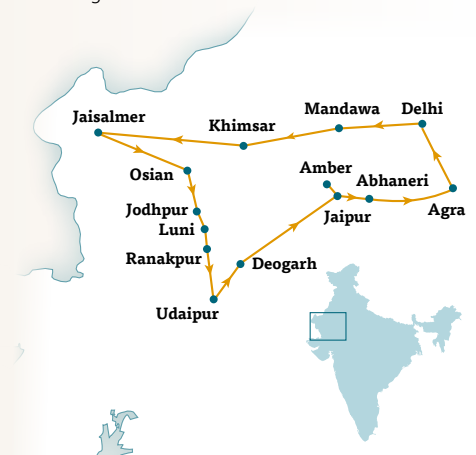 Jaisalmer
Khimsar
Mandawa
Delhi
Osian
Amber
Abhaneri
Jodhpur
Jaipur
Agra
Luni
Ranakpur
Deogarh
Udaipur